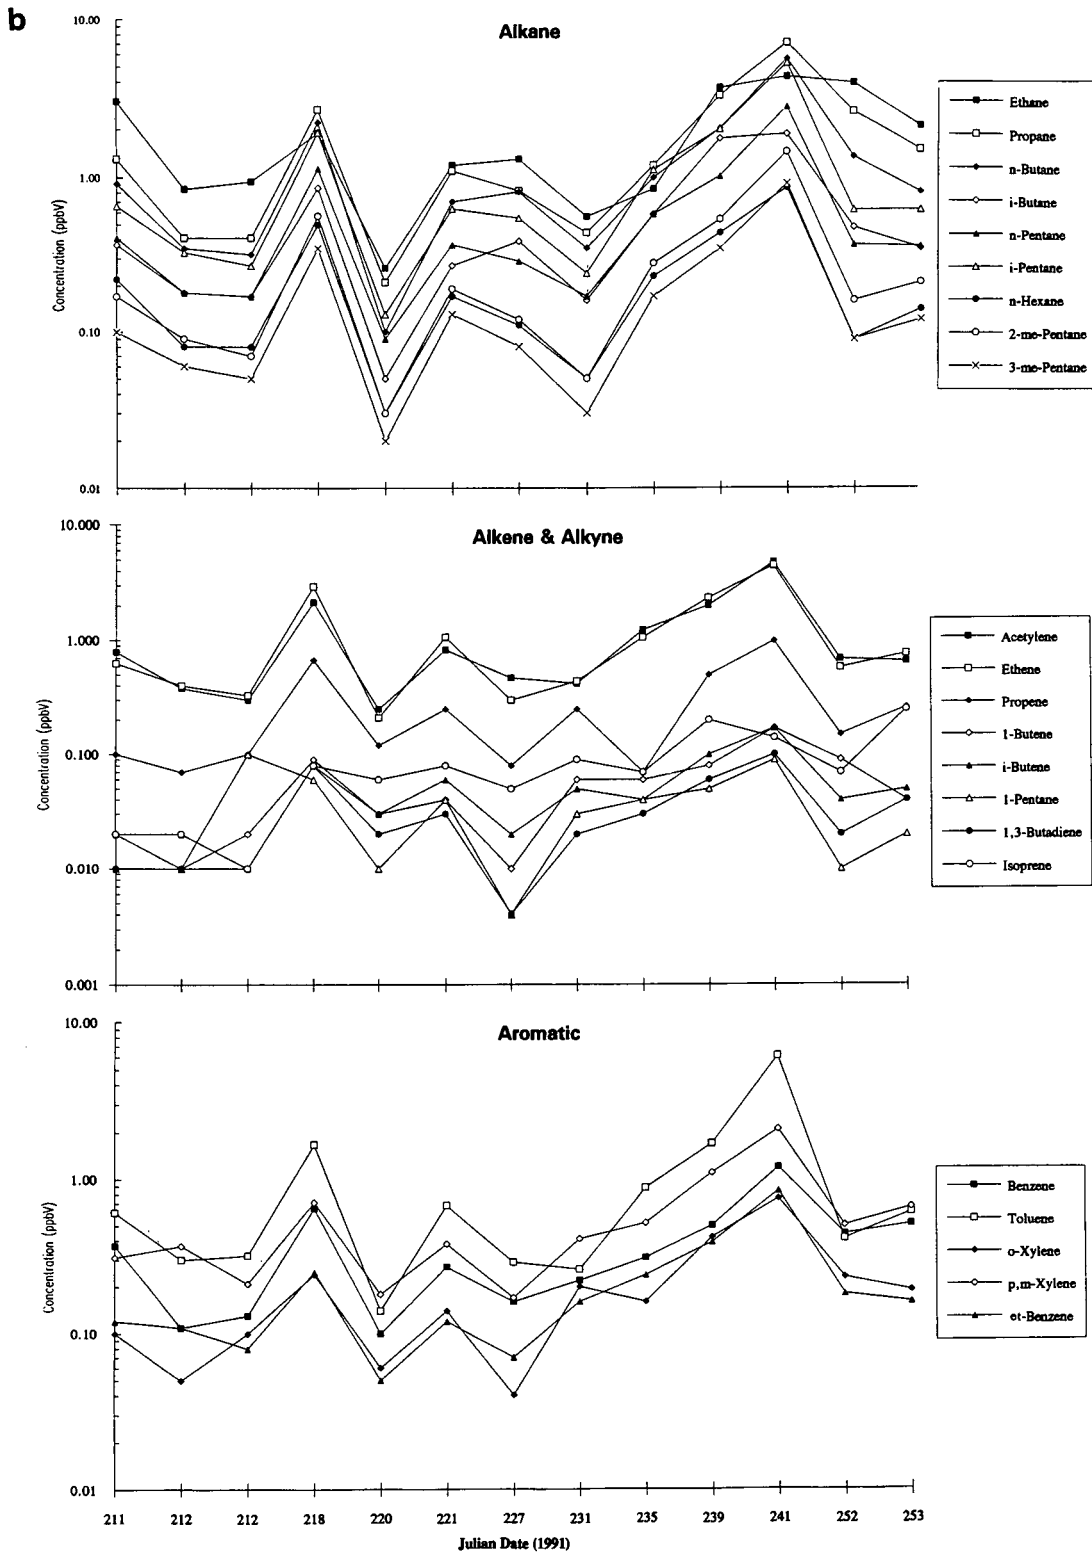 b
Alkane
10.00
1.00
0.10
0.01
Concentration (ppbV)
Ethane
Propane
n-Butane
i-Butane
n-Pentane
i-Pentane
n-Hexane
2-me-Pentane
3-me-Pentane
Alkene & Alkyne
10.000
1.000
0.100
0.010
0.001
Concentration (ppbV)
Acetylene
Ethene
Propene
1-Butene
i-Butene
1-Pentane
1,3-Butadiene
Isoprene
Aromatic
10.00
1.00
0.10
0.01
Concentration (ppbV)
Benzene
Toluene
o-Xylene
p,m-Xylene
et-Benzene
211 212 212 218 220 221 227 231 235 239 241 252 253
Julian Date (1991)